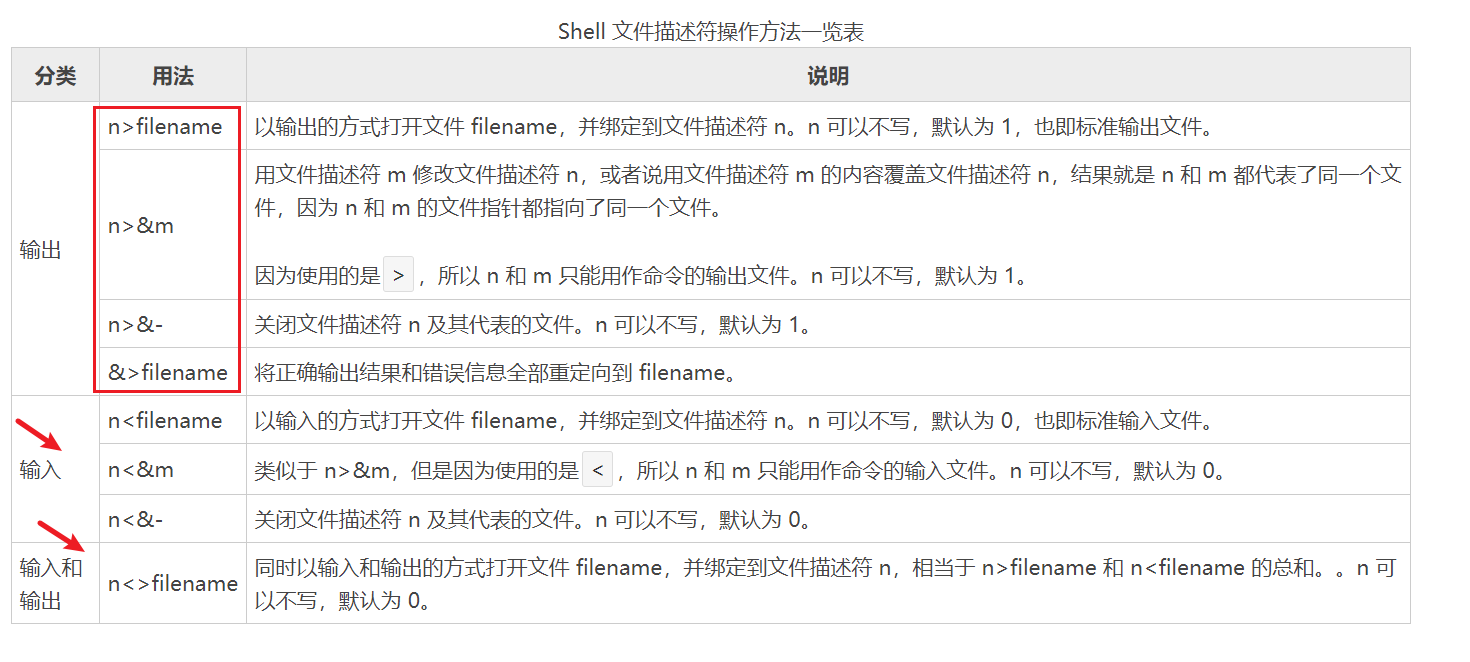 Shell 文件描述符操作方法一览表
分类 用法 说明
输出
n>filename 以输出的方式打开文件 filename，并绑定到文件描述符 n。n 可以不写，默认为 1，也即标准输出文件。
n>&m
用文件描述符 m 修改文件描述符 n，或者说用文件描述符 m 的内容覆盖文件描述符 n，结果就是 n 和 m 都代表了同一个文
件，因为 n 和 m 的文件指针都指向了同一个文件。
因为使用的是 > ，所以 n 和 m 只能用作命令的输出文件。n 可以不写，默认为 1。
n>&- 关闭文件描述符 n 及其代表的文件。n 可以不写，默认为 1。
&>filename 将正确输出结果和错误信息全部重定向到 filename。
输入
n<filename 以输入的方式打开文件 filename，并绑定到文件描述符 n。n 可以不写，默认为 0，也即标准输入文件。
n<&m 类似于 n>&m，但是因为使用的是 < ，所以 n 和 m 只能用作命令的输入文件。n 可以不写，默认为 0。
n<&- 关闭文件描述符 n 及其代表的文件。n 可以不写，默认为 0。
输入和
输出
n<>filename
同时以输入和输出的方式打开文件 filename，并绑定到文件描述符 n，相当于 n>filename 和 n<filename 的总和。。n 可
以不写，默认为 0。